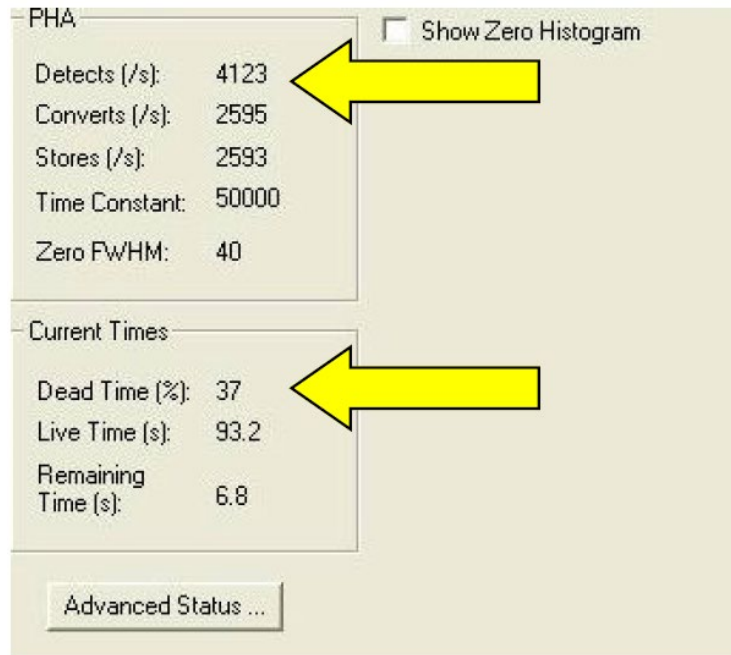 PHA
Show Zero Histogram
Detects (/s): 4123
Converts (/s): 2595
Stores (/s): 2593
Time Constant: 50000
Zero FWHM: 40
Current Times
Dead Time (%): 37
Live Time (s): 93.2
Remaining
Time (s): 6.8
Advanced Status ...